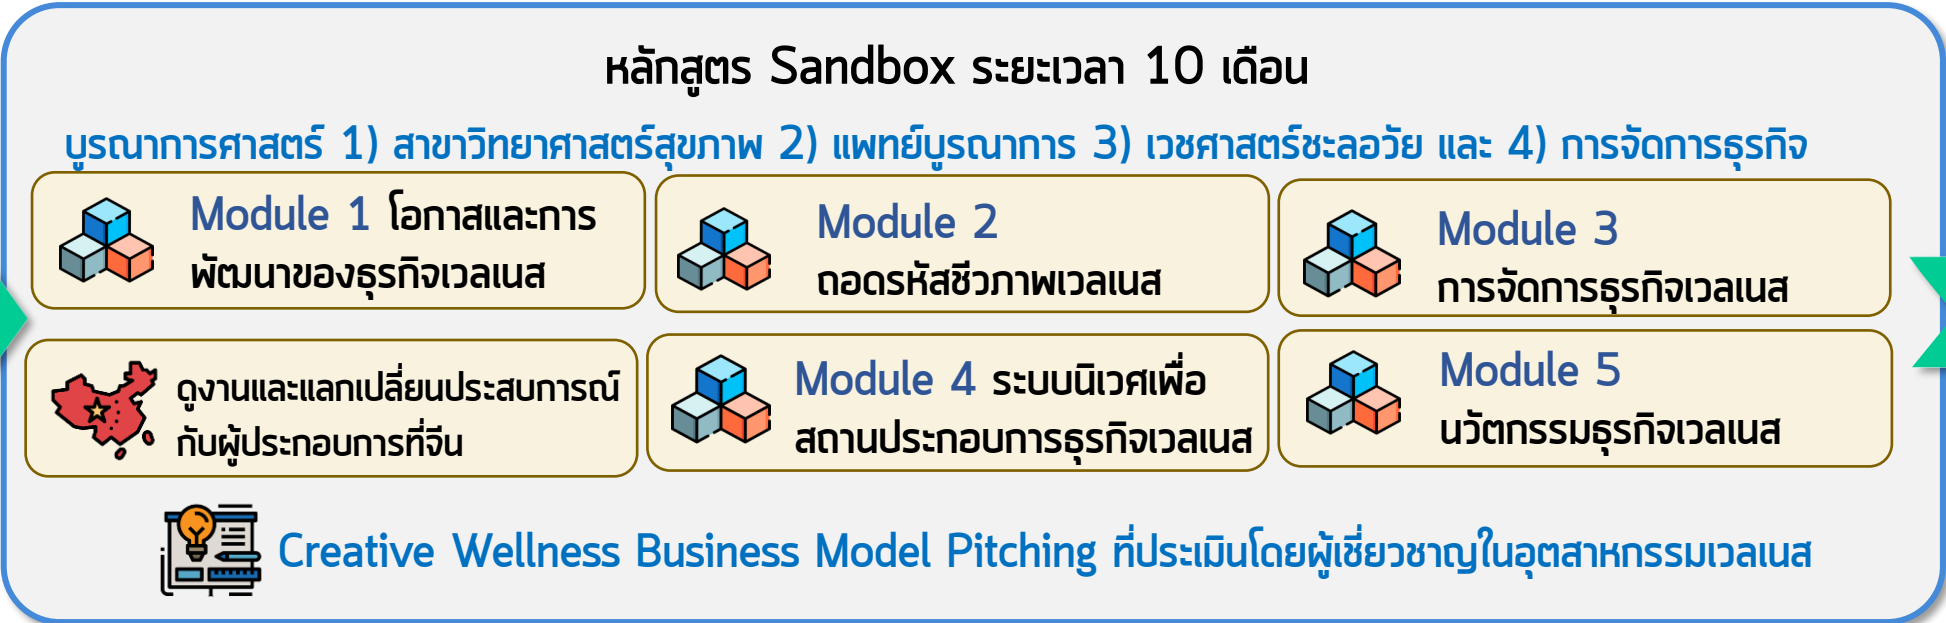 หลักสูตร Sandbox ระยะเวลา 10 เดือน
บูรณาการศาสตร์ 1) สาขาวิทยาศาสตร์สุขภาพ 2) แพทย์บูรณาการ 3) เวชศาสตร์ชะลอวัย และ 4) การจัดการธุรกิจ
Module 1 โอกาสและการ
พัฒนาของธุรกิจเวลเนส
Module 2
ถอดรหัสชีวภาพเวลเนส
Module 3
การจัดการธุรกิจเวลเนส
ดูงานและแลกเปลี่ยนประสบการณ์
กับผู้ประกอบการที่จีน
Module 4 ระบบนิเวศเพื่อ
สถานประกอบการธุรกิจเวลเนส
Module 5
นวัตกรรมธุรกิจเวลเนส
Creative Wellness Business Model Pitching ที่ประเมินโดยผู้เชี่ยวชาญในอุตสาหกรรมเวลเนส